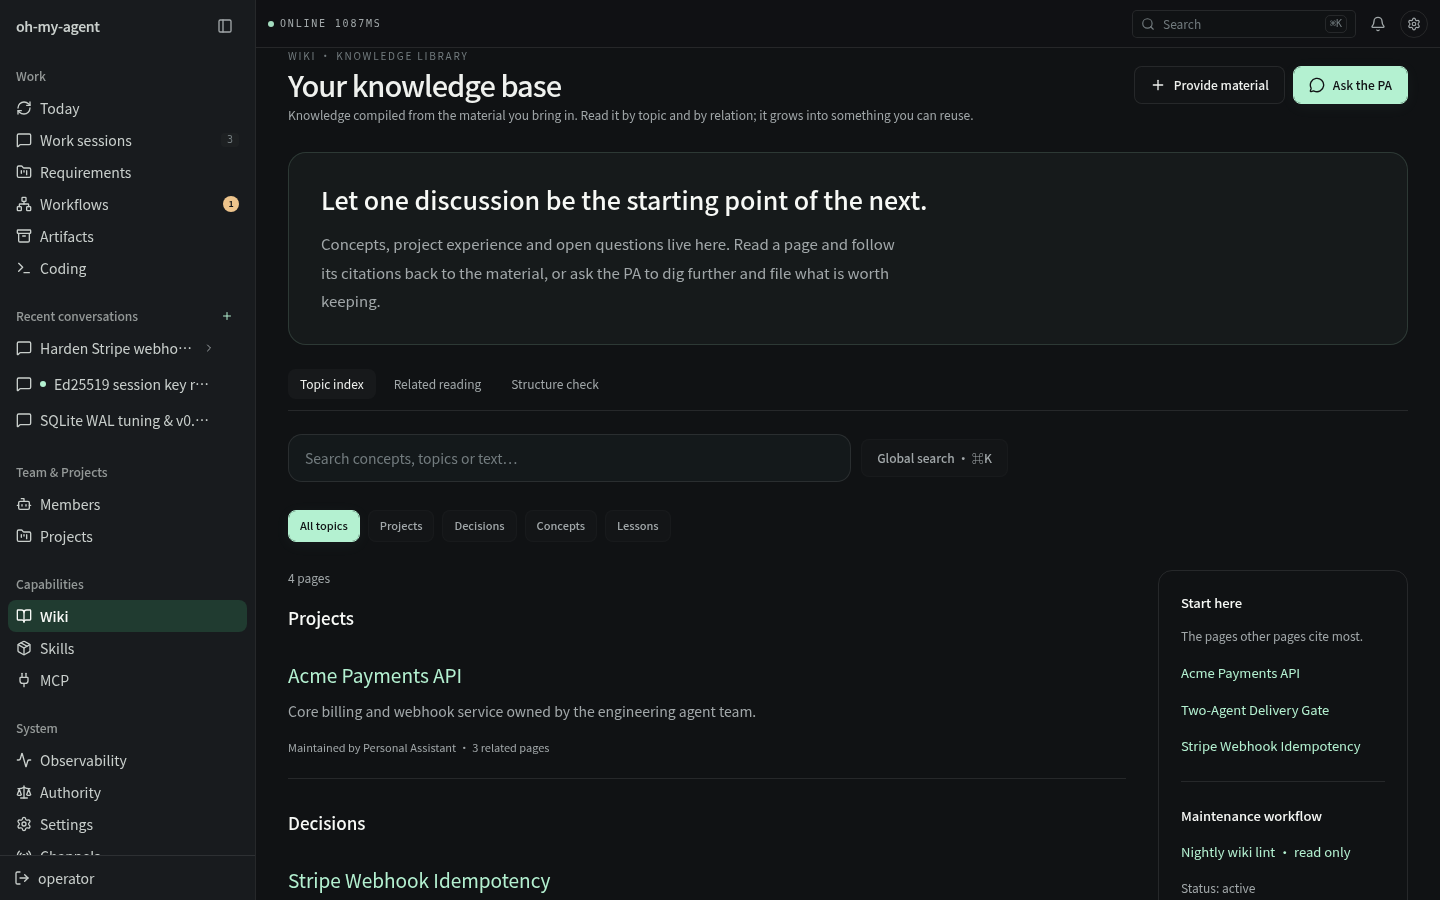 oh-my-agent
Work
Today
Work sessions 3
Requirements
Workflows 1
Artifacts
Coding
Recent conversations +
Harden Stripe webho···
Ed25519 session key r···
SQLite WAL tuning & v0.···
Team & Projects
Members
Projects
Capabilities
Wiki
Skills
MCP
System
Observability
Authority
Settings
Channels
operator
ONLINE 1087MS
Search ⌘K
WIKI • KNOWLEDGE LIBRARY
Your knowledge base
Knowledge compiled from the material you bring in. Read it by topic and by relation; it grows into something you can reuse.
+ Provide material
Ask the PA
Let one discussion be the starting point of the next.
Concepts, project experience and open questions live here. Read a page and follow
its citations back to the material, or ask the PA to dig further and file what is worth
keeping.
Topic index Related reading Structure check
Search concepts, topics or text…
Global search • ⌘K
All topics Projects Decisions Concepts Lessons
4 pages
Projects
Acme Payments API
Core billing and webhook service owned by the engineering agent team.
Maintained by Personal Assistant • 3 related pages
Decisions
Stripe Webhook Idempotency
Start here
The pages other pages cite most.
Acme Payments API
Two-Agent Delivery Gate
Stripe Webhook Idempotency
Maintenance workflow
Nightly wiki lint • read only
Status: active